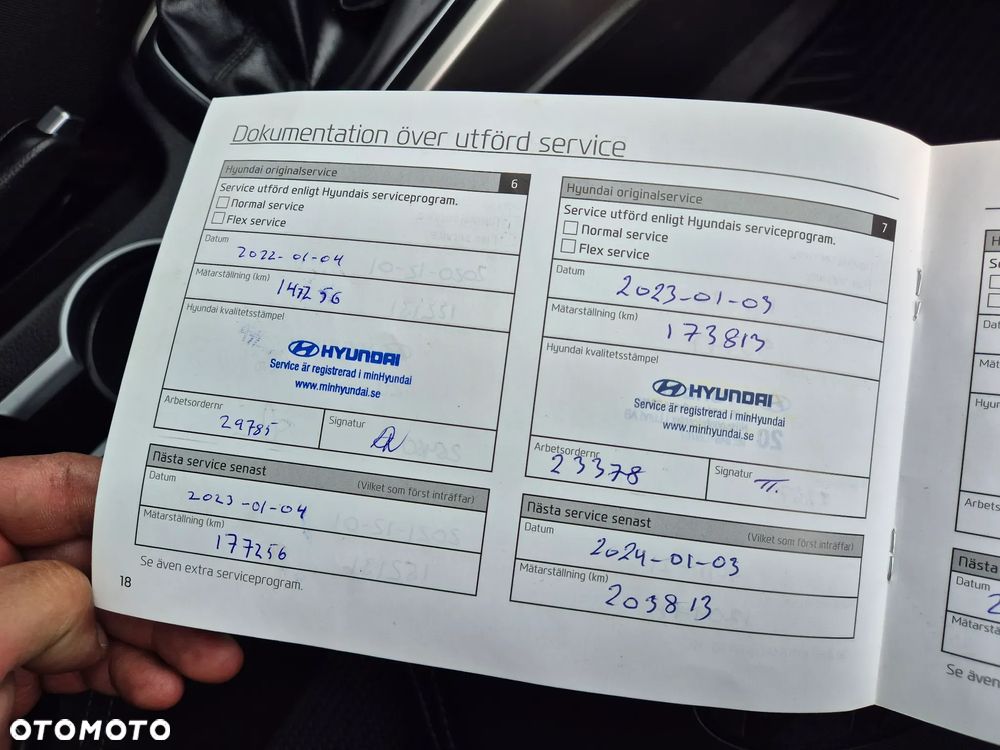 Dokumentation över utförd service
Hyundai originalservice 6
Service utförd enligt Hyundais serviceprogram.
Normal service
Flex service
Datum
2022-01-04
Mätarställning (km)
147256
Hyundai kvalitetsstämpel
HYUNDAI
Service är registrerad i minHyundai
www.minhyundai.se
Arbetsordernr
29785
Signatur
Nästa service senast (Vilket som först inträffar)
Datum
2023-01-04
Mätarställning (km)
177256
Se även extra serviceprogram.
18
Hyundai originalservice 7
Service utförd enligt Hyundais serviceprogram.
Normal service
Flex service
Datum
2023-01-03
Mätarställning (km)
173813
Hyundai kvalitetsstämpel
HYUNDAI
Service är registrerad i minHyundai
www.minhyundai.se
Arbetsordernr
23378
Signatur
Nästa service senast (Vilket som först inträffar)
Datum
2024-01-03
Mätarställning (km)
203813
Nästa
Datum
Se även
OTOMOTO